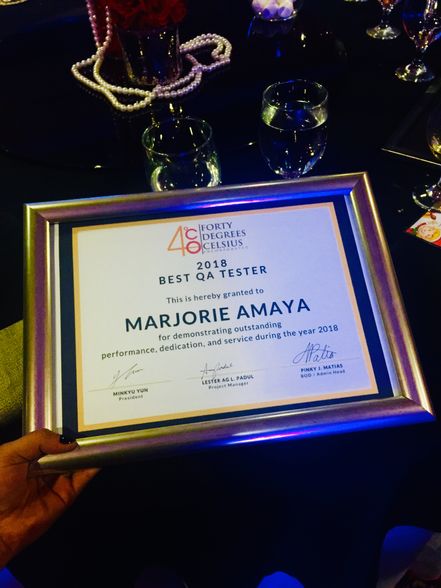 4°C
FORTY
DEGREES
CELSIUS
2018
BEST QA TESTER
This is hereby granted to
MARJORIE AMAYA
for demonstrating outstanding
performance, dedication, and service during the year 2018
MINKYU YUN
President
LESTER AG L. PADUL
Project Manager
PINKY J. MATIAS
BOD / Admin Head